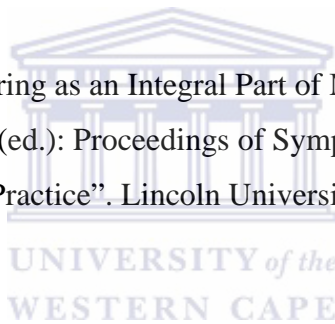 ring as an Integral Part of
(ed.): Proceedings of Symp
Practice”. Lincoln Universi
UNIVERSITY of the
WESTERN CAPE